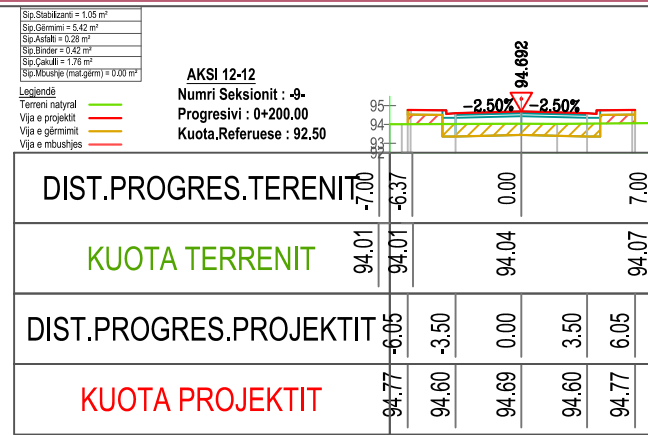 Sip.Stabilizanti = 1.05 m²
Sip.Gërmimi = 5.42 m²
Sip.Asfalti = 0.28 m²
Sip.Binder = 0.42 m²
Sip.Çakulli = 1.76 m²
Sip.Mbushje (mat.gërm) = 0.00 m²
Legjendë
Terreni natyral
Vija e projektit
Vija e gërmimit
Vija e mbushjes
AKSI 12-12
Numri Seksionit : -9-
Progresivi : 0+200.00
Kuota,Referuese : 92,50
94.692
-2.50% -2.50%
95
94
93
92
DIST.PROGRES.TERENIT -7.00 -6.37 0.00 7.00
KUOTA TERRENIT 94.01 94.01 94.04 94.07
DIST.PROGRES.PROJEKTIT -6.05 -3.50 0.00 3.50 6.05
KUOTA PROJEKTIT 94.77 94.60 94.69 94.60 94.77